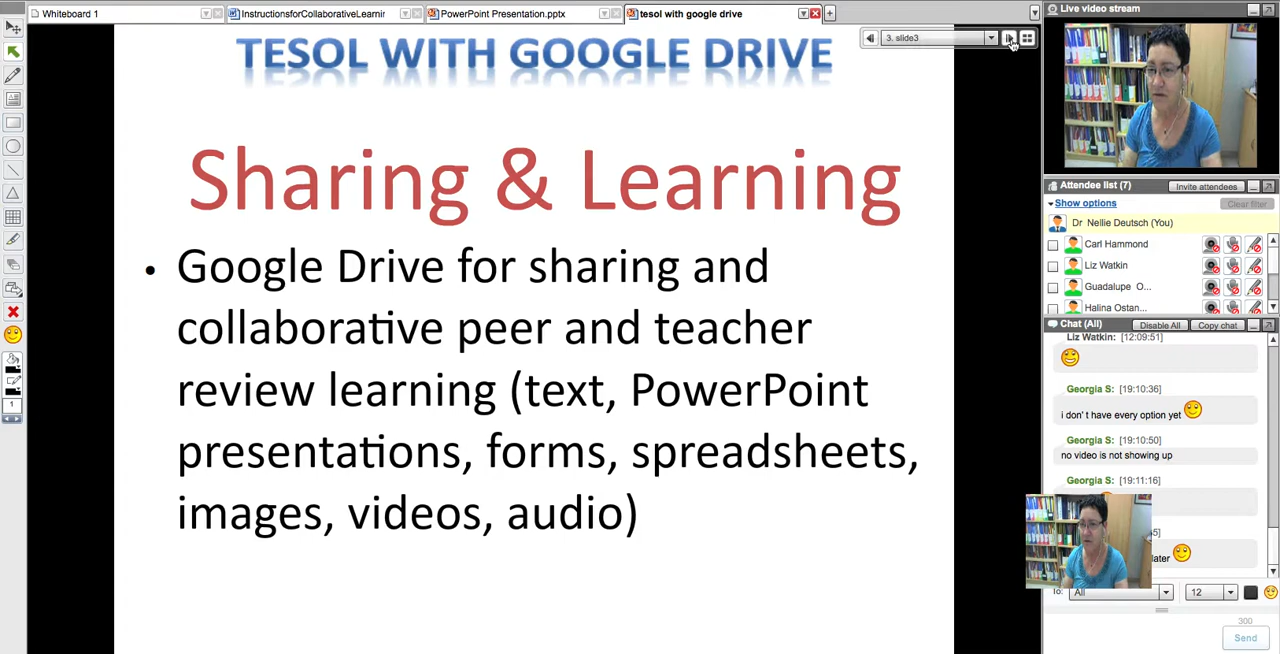 Whiteboard 1
InstructionsforCollaborativeLearnin
PowerPoint Presentation.pptx
tesol with google drive
3. slide3
TESOL WITH GOOGLE DRIVE
Sharing & Learning
• Google Drive for sharing and
collaborative peer and teacher
review learning (text, PowerPoint
presentations, forms, spreadsheets,
images, videos, audio)
1
Live video stream
Attendee list (7)
Invite attendees
Show options
Clear filter
Dr Nellie Deutsch (You)
Carl Hammond
Liz Watkin
Guadalupe O...
Halina Ostan...
Chat (All)
Disable All
Copy chat
Liz Watkin: [12:09:51]
Georgia S: [19:10:36]
i don' t have every option yet
Georgia S: [19:10:50]
no video is not showing up
Georgia S: [19:11:16]
later
To:
All
12
300
Send